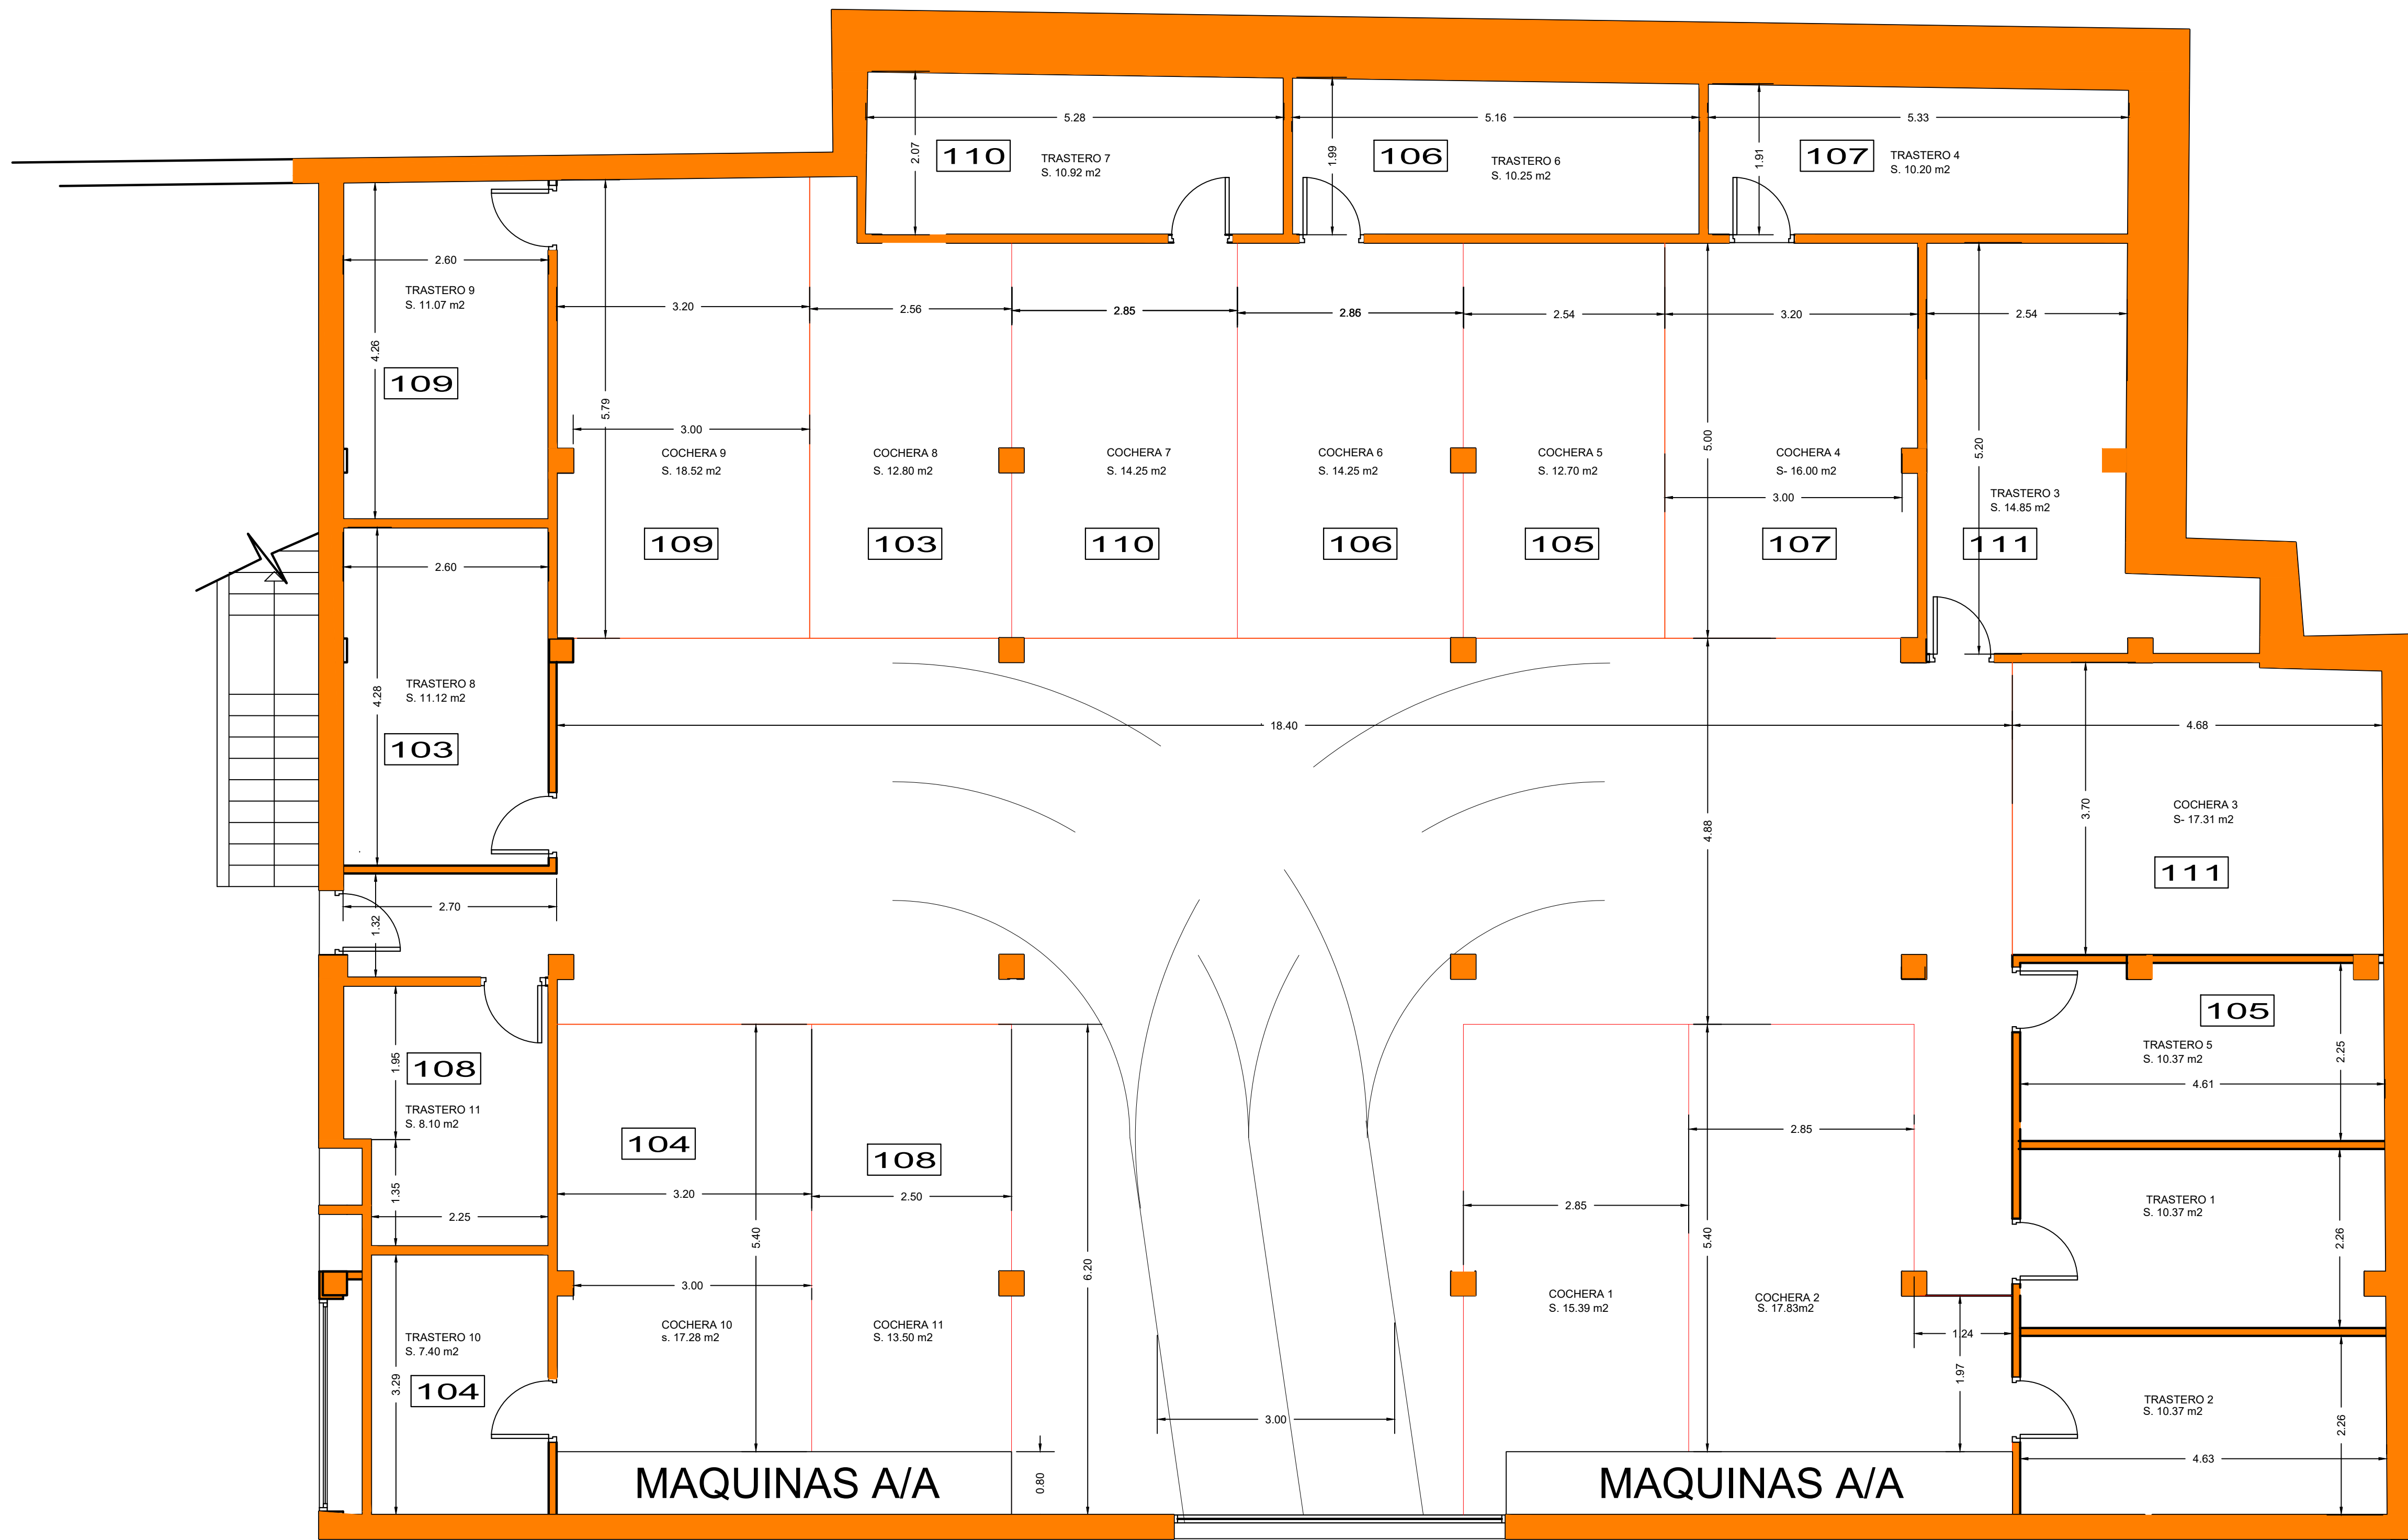 5.28
2.07
110
TRASTERO 7
S. 10.92 m2
5.16
1.99
106
TRASTERO 6
S. 10.25 m2
5.33
1.91
107
TRASTERO 4
S. 10.20 m2
2.60
TRASTERO 9
S. 11.07 m2
4.26
109
3.20
2.56
2.85
2.86
2.54
3.20
2.54
5.79
3.00
COCHERA 9
S. 18.52 m2
109
COCHERA 8
S. 12.80 m2
103
COCHERA 7
S. 14.25 m2
110
COCHERA 6
S. 14.25 m2
106
COCHERA 5
S. 12.70 m2
105
5.00
COCHERA 4
S- 16.00 m2
3.00
107
5.20
TRASTERO 3
S. 14.85 m2
111
2.60
TRASTERO 8
S. 11.12 m2
4.28
103
18.40
4.68
4.88
3.70
COCHERA 3
S- 17.31 m2
111
2.70
1.32
1.95
108
TRASTERO 11
S. 8.10 m2
1.35
2.25
104
3.20
5.40
3.00
COCHERA 10
s. 17.28 m2
108
2.50
COCHERA 11
S. 13.50 m2
6.20
3.00
2.85
2.85
5.40
COCHERA 1
S. 15.39 m2
COCHERA 2
S. 17.83m2
1.24
1.97
105
TRASTERO 5
S. 10.37 m2
2.25
4.61
TRASTERO 1
S. 10.37 m2
2.26
TRASTERO 2
S. 10.37 m2
2.26
4.63
TRASTERO 10
S. 7.40 m2
3.29
104
MAQUINAS A/A
0.80
MAQUINAS A/A